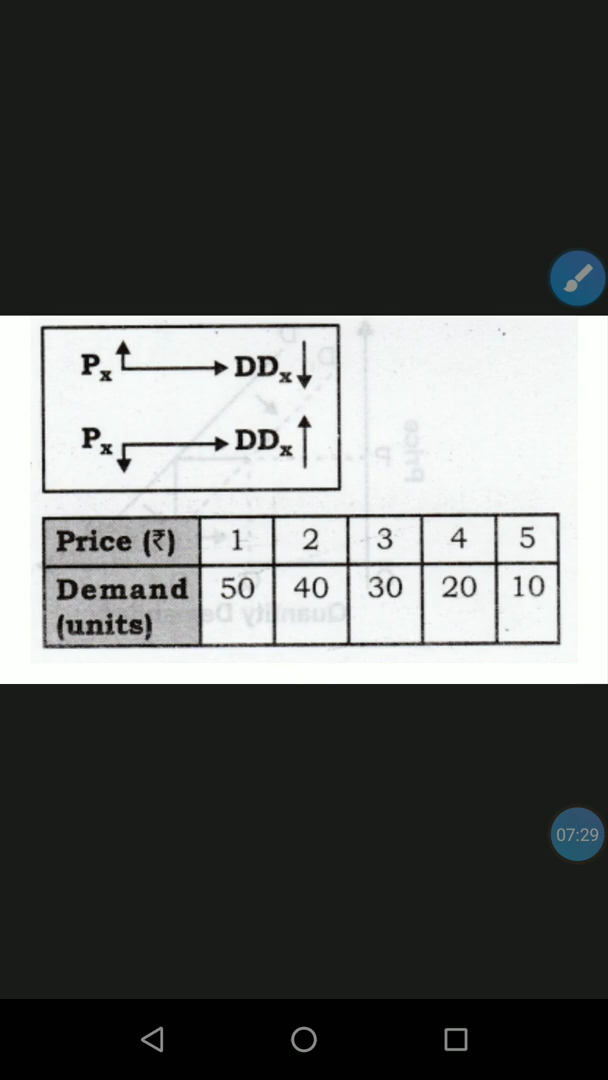 Px↑ → DDx↓
Px↓ → DDx↑
Price (₹) 1 2 3 4 5
Demand (units) 50 40 30 20 10
07:29